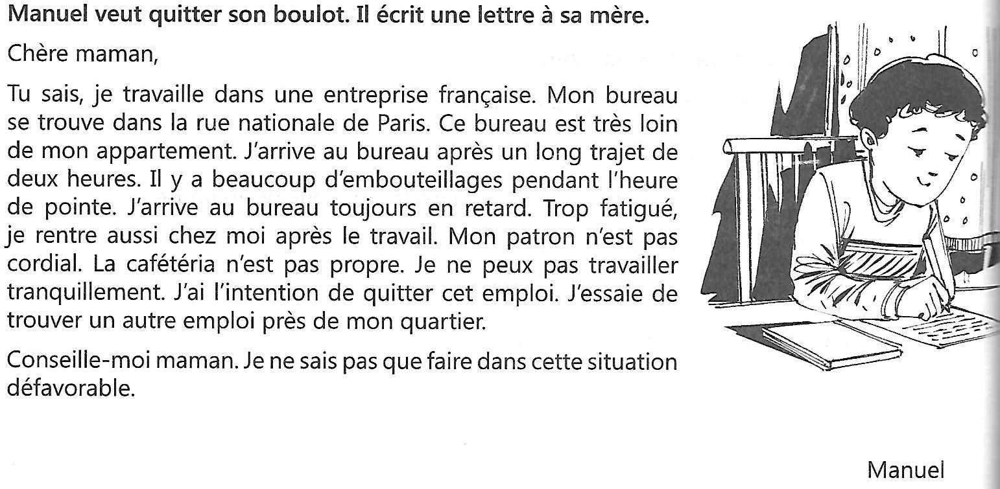 Manuel veut quitter son boulot. Il écrit une lettre à sa mère.
Chère maman,
Tu sais, je travaille dans une entreprise française. Mon bureau
se trouve dans la rue nationale de Paris. Ce bureau est très loin
de mon appartement. J'arrive au bureau après un long trajet de
deux heures. Il y a beaucoup d'embouteillages pendant l'heure
de pointe. J'arrive au bureau toujours en retard. Trop fatigué,
je rentre aussi chez moi après le travail. Mon patron n'est pas
cordial. La cafétéria n'est pas propre. Je ne peux pas travailler
tranquillement. J'ai l'intention de quitter cet emploi. J'essaie de
trouver un autre emploi près de mon quartier.
Conseille-moi maman. Je ne sais pas que faire dans cette situation
défavorable.
Manuel